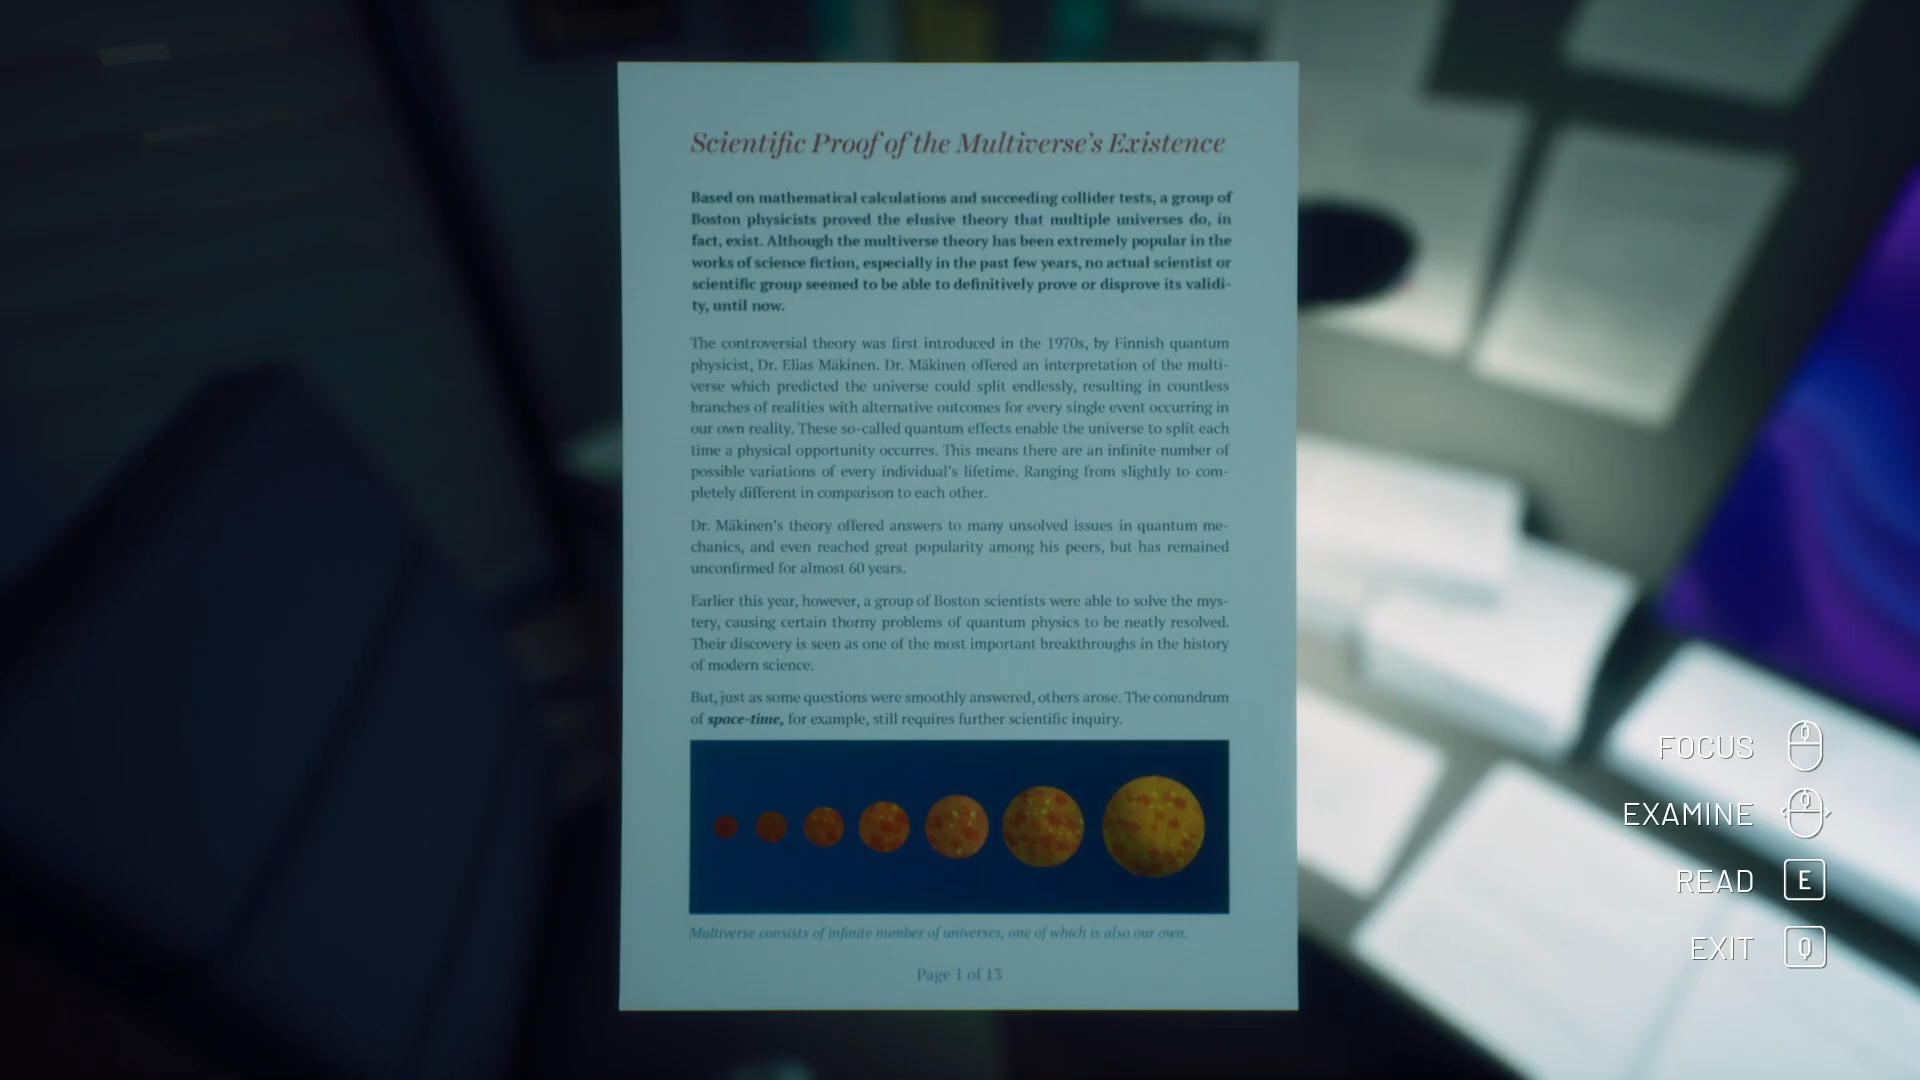 Scientific Proof of the Multiverse's Existence
Based on mathematical calculations and succeeding collider tests, a group of
Boston physicists proved the elusive theory that multiple universes do, in
fact, exist. Although the multiverse theory has been extremely popular in the
works of science fiction, especially in the past few years, no actual scientist or
scientific group seemed to be able to definitively prove or disprove its validi-
ty, until now.
The controversial theory was first introduced in the 1970s, by Finnish quantum
physicist, Dr. Elias Mäkinen. Dr. Mäkinen offered an interpretation of the multi-
verse which predicted the universe could split endlessly, resulting in countless
branches of realities with alternative outcomes for every single event occurring in
our own reality. These so-called quantum effects enable the universe to split each
time a physical opportunity occurres. This means there are an infinite number of
possible variations of every individual's lifetime. Ranging from slightly to com-
pletely different in comparison to each other.
Dr. Mäkinen's theory offered answers to many unsolved issues in quantum me-
chanics, and even reached great popularity among his peers, but has remained
unconfirmed for almost 60 years.
Earlier this year, however, a group of Boston scientists were able to solve the mys-
tery, causing certain thorny problems of quantum physics to be neatly resolved.
Their discovery is seen as one of the most important breakthroughs in the history
of modern science.
But, just as some questions were smoothly answered, others arose. The conundrum
of space-time, for example, still requires further scientific inquiry.
Multiverse consists of infinite number of universes, one of which is also our own.
Page 1 of 13
FOCUS
EXAMINE
READ E
EXIT Q